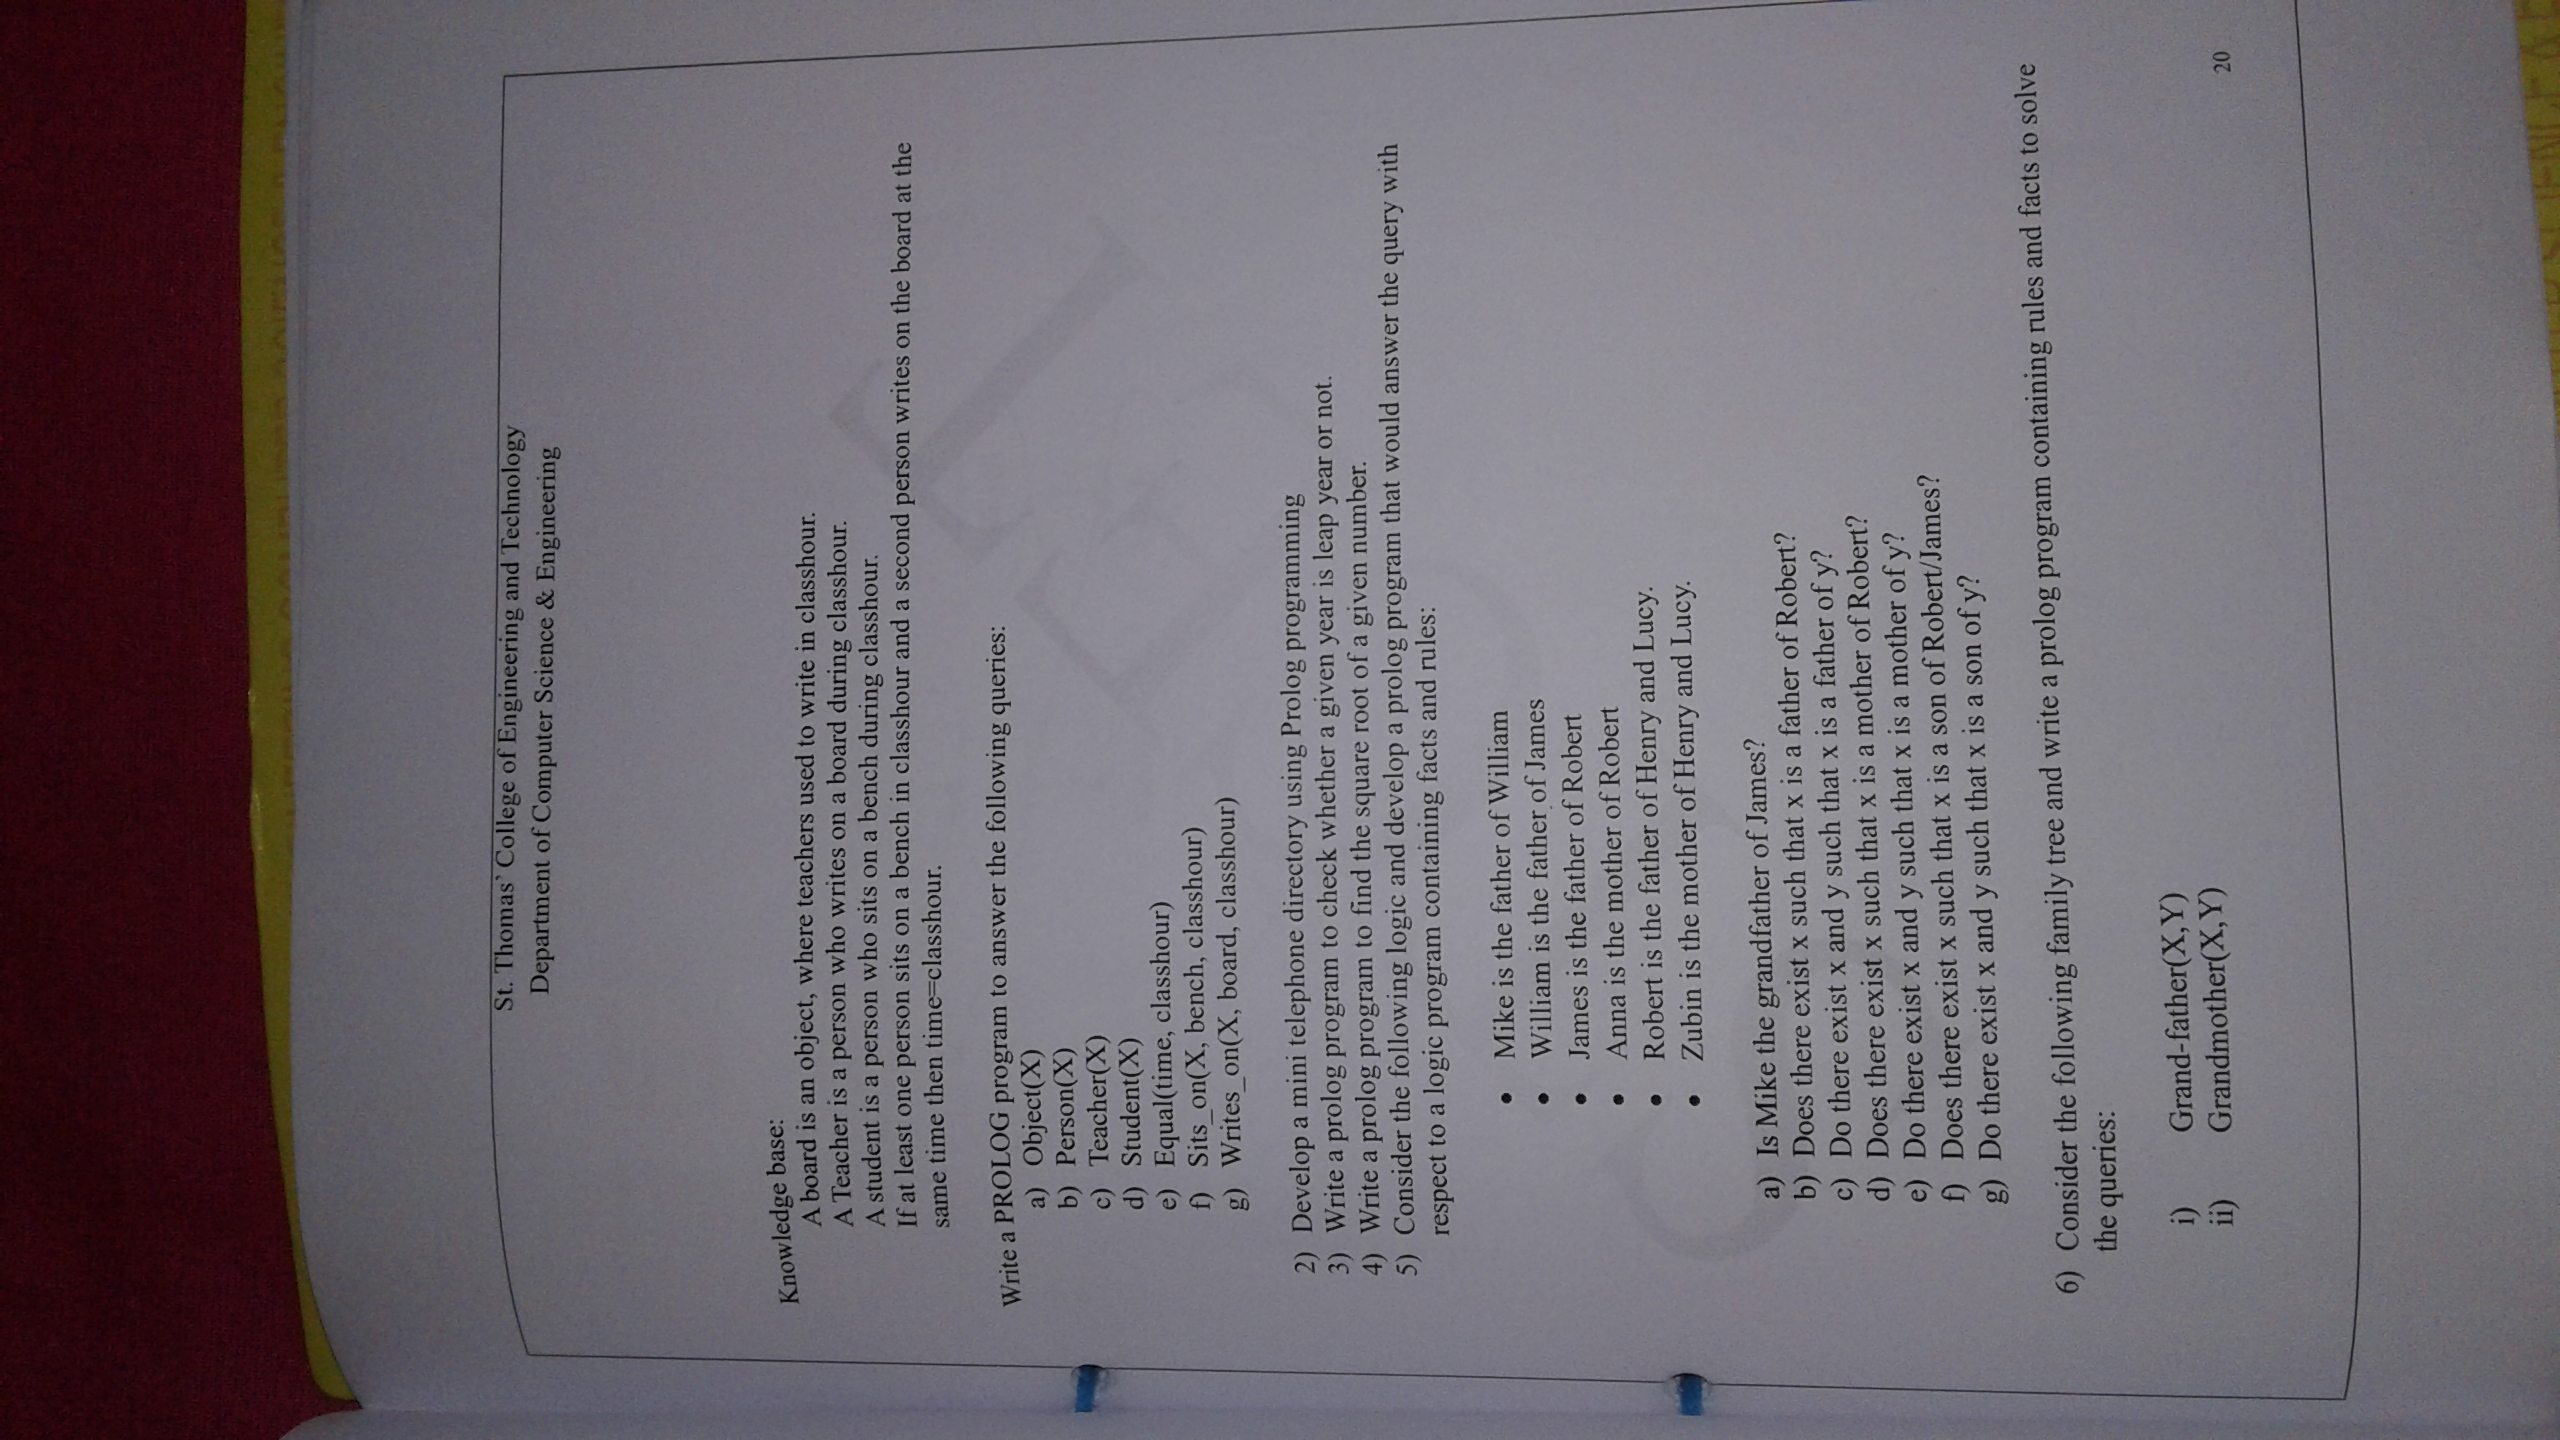 St. Thomas' College of Engineering and Technology
Department of Computer Science & Engineering
Knowledge base:
A board is an object, where teachers used to write in classhour.
A Teacher is a person who writes on a board during classhour.
A student is a person who sits on a bench during classhour.
If at least one person sits on a bench in classhour and a second person writes on the board at the
same time then time=classhour.
Write a PROLOG program to answer the following queries:
a) Object(X)
b) Person(X)
c) Teacher(X)
d) Student(X)
e) Equal(time, classhour)
f) Sits_on(X, bench, classhour)
g) Writes_on(X, board, classhour)
2) Develop a mini telephone directory using Prolog programming
3) Write a prolog program to check whether a given year is leap year or not.
4) Write a prolog program to find the square root of a given number.
5) Consider the following logic and develop a prolog program that would answer the query with
respect to a logic program containing facts and rules:
• Mike is the father of William
• William is the father of James
• James is the father of Robert
• Anna is the mother of Robert
• Robert is the father of Henry and Lucy.
• Zubin is the mother of Henry and Lucy.
a) Is Mike the grandfather of James?
b) Does there exist x such that x is a father of Robert?
c) Do there exist x and y such that x is a father of y?
d) Does there exist x such that x is a mother of Robert?
e) Do there exist x and y such that x is a mother of y?
f) Does there exist x such that x is a son of Robert/James?
g) Do there exist x and y such that x is a son of y?
6) Consider the following family tree and write a prolog program containing rules and facts to solve
the queries:
i) Grand-father(X,Y)
ii) Grandmother(X,Y)
20